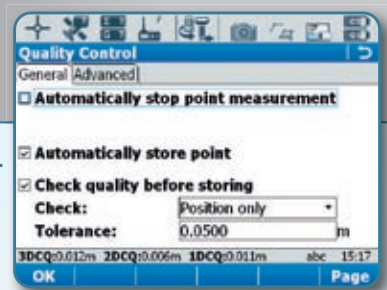 Quality Control
General Advanced
Automatically stop point measurement
Automatically store point
Check quality before storing
Check: Position only
Tolerance: 0.0500 m
3DCQ:0.012m 2DCQ:0.006m 1DCQ:0.011m abc 15:17
OK Page